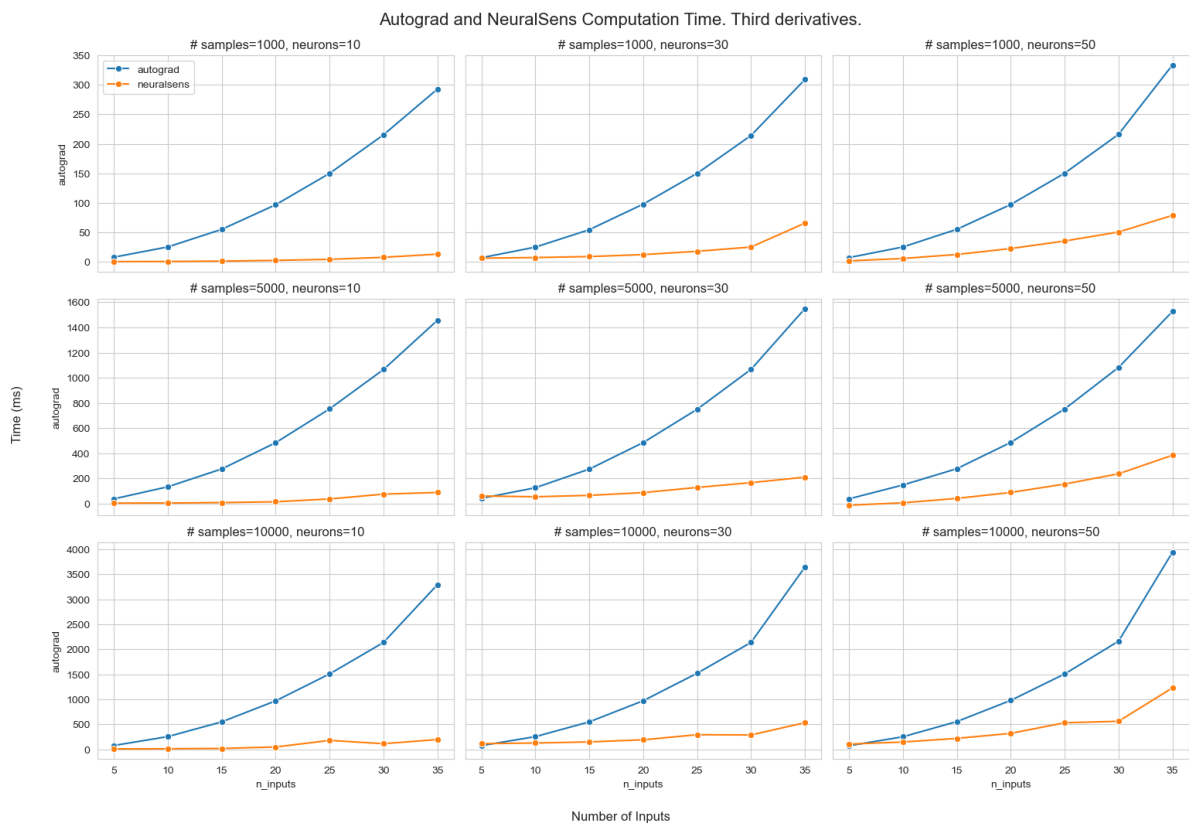 Autograd and NeuralSens Computation Time. Third derivatives.
# samples=1000, neurons=10
# samples=1000, neurons=30
# samples=1000, neurons=50
autograd
neuralsens
350
300
250
200
150
100
50
0
autograd
# samples=5000, neurons=10
# samples=5000, neurons=30
# samples=5000, neurons=50
1600
1400
1200
1000
800
600
400
200
0
autograd
Time (ms)
# samples=10000, neurons=10
# samples=10000, neurons=30
# samples=10000, neurons=50
4000
3500
3000
2500
2000
1500
1000
500
0
autograd
5 10 15 20 25 30 35
5 10 15 20 25 30 35
5 10 15 20 25 30 35
n_inputs
n_inputs
n_inputs
Number of Inputs